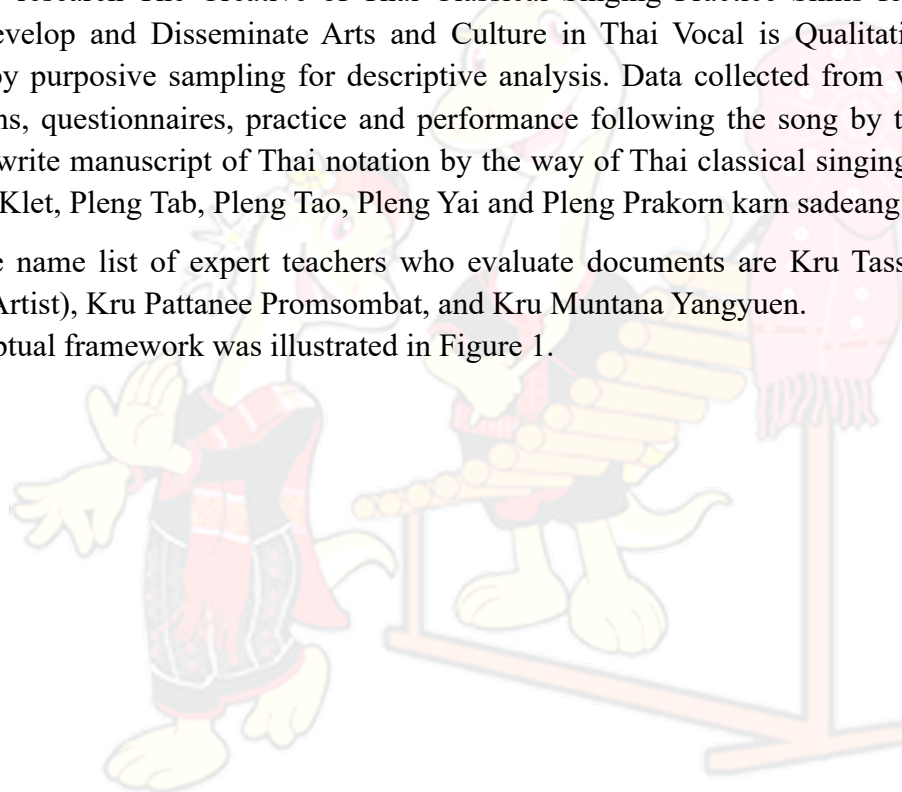 research The Creative of Thai Classical Singing Practice Skills fo
evelop and Disseminate Arts and Culture in Thai Vocal is Qualitati
by purposive sampling for descriptive analysis. Data collected from v
ns, questionnaires, practice and performance following the song by t
write manuscript of Thai notation by the way of Thai classical singing
Klet, Pleng Tab, Pleng Tao, Pleng Yai and Pleng Prakorn karn sadeang
e name list of expert teachers who evaluate documents are Kru Tass
Artist), Kru Pattanee Promsombat, and Kru Muntana Yangyuen.
ptual framework was illustrated in Figure 1.